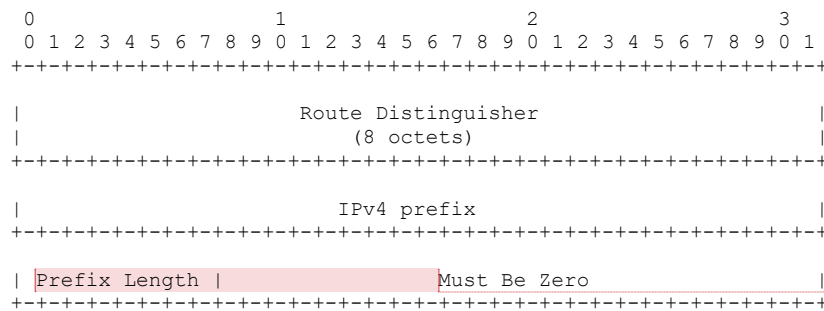 0                   1                   2                   3
0 1 2 3 4 5 6 7 8 9 0 1 2 3 4 5 6 7 8 9 0 1 2 3 4 5 6 7 8 9 0 1
+-+-+-+-+-+-+-+-+-+-+-+-+-+-+-+-+-+-+-+-+-+-+-+-+-+-+-+-+-+-+-+-+
|                      Route Distinguisher                      |
|                          (8 octets)                           |
+-+-+-+-+-+-+-+-+-+-+-+-+-+-+-+-+-+-+-+-+-+-+-+-+-+-+-+-+-+-+-+-+
|                         IPv4 prefix                           |
+-+-+-+-+-+-+-+-+-+-+-+-+-+-+-+-+-+-+-+-+-+-+-+-+-+-+-+-+-+-+-+-+
| Prefix Length |                 Must Be Zero                  |
+-+-+-+-+-+-+-+-+-+-+-+-+-+-+-+-+-+-+-+-+-+-+-+-+-+-+-+-+-+-+-+-+